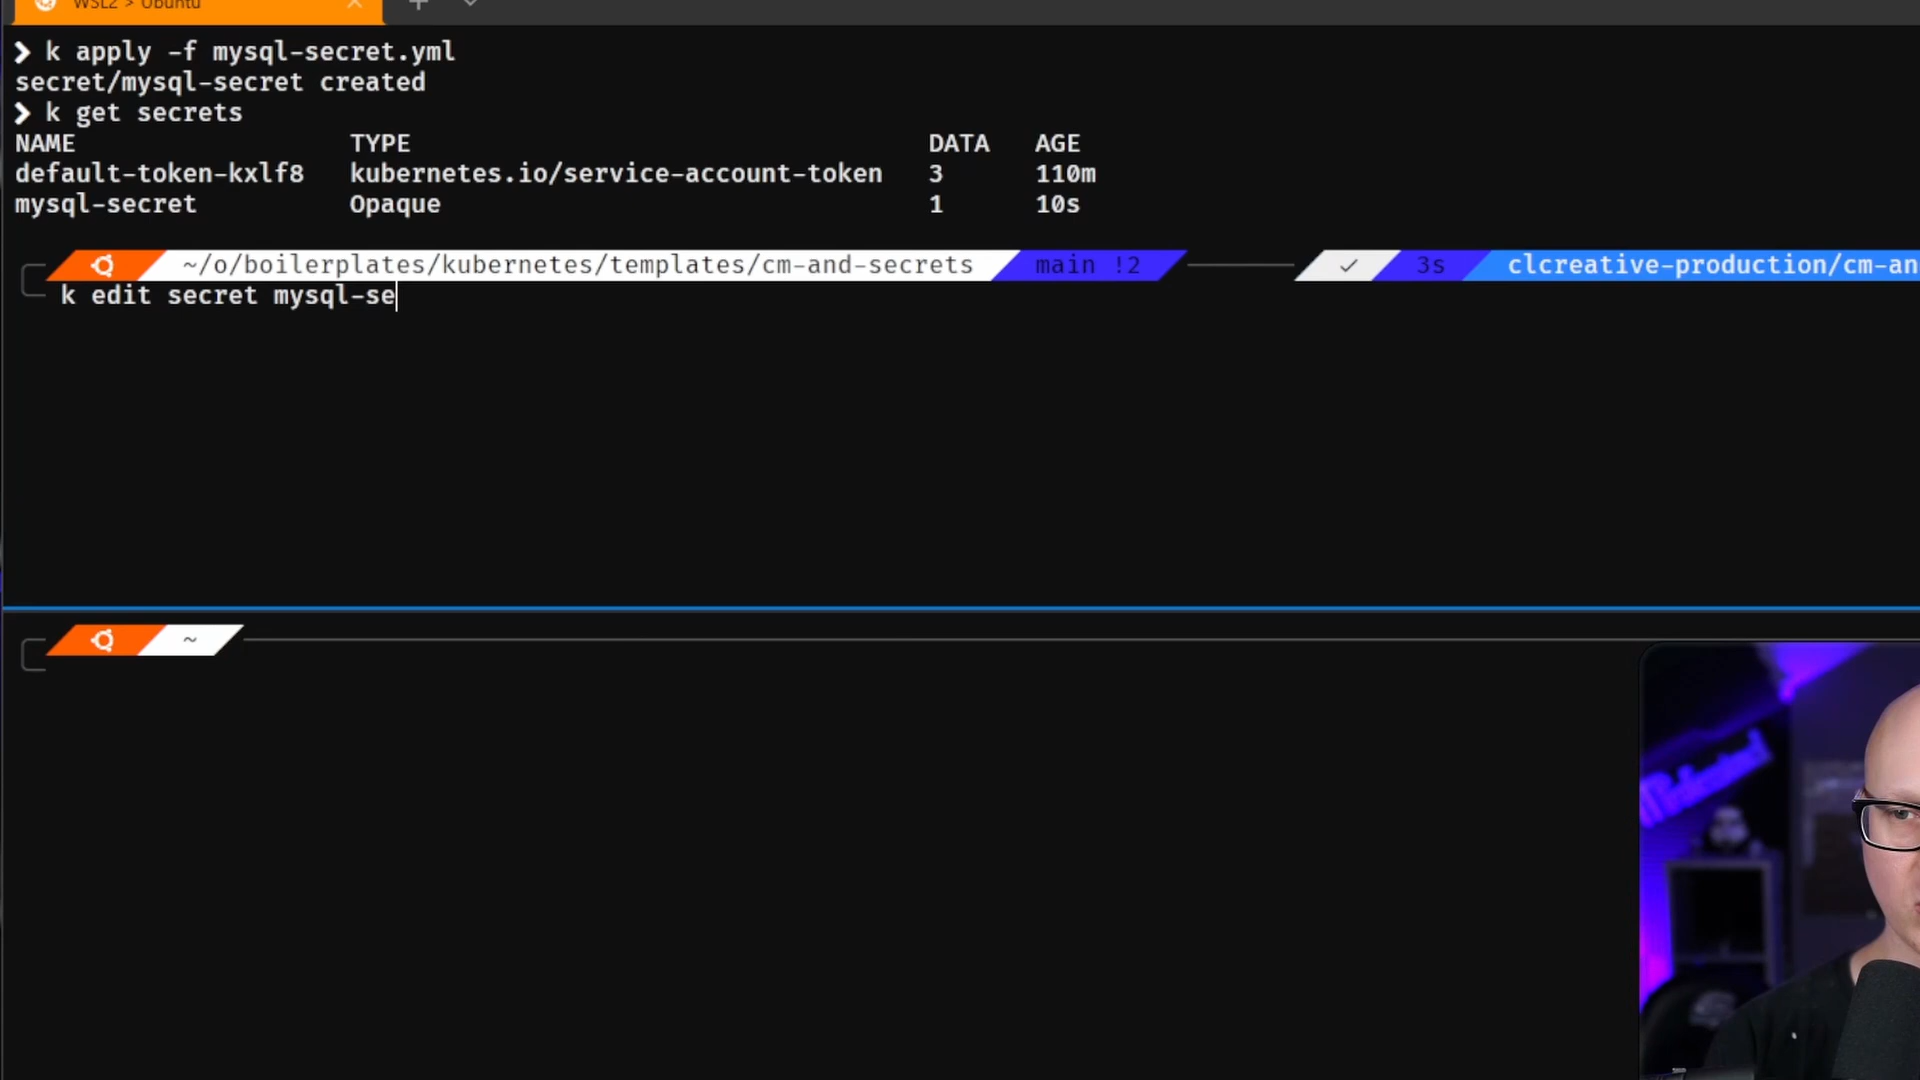 WSL2 > Ubuntu
❯ k apply -f mysql-secret.yml
secret/mysql-secret created
❯ k get secrets
NAME TYPE DATA AGE
default-token-kxlf8 kubernetes.io/service-account-token 3 110m
mysql-secret Opaque 1 10s
~/o/boilerplates/kubernetes/templates/cm-and-secrets main !2 ✓ 3s clcreative-production/cm-an
k edit secret mysql-se
~